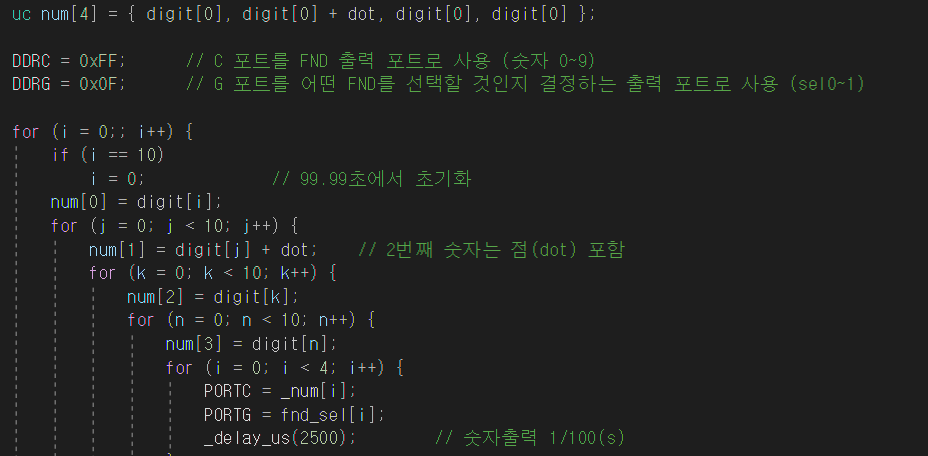 uc num[4] = { digit[0], digit[0] + dot, digit[0], digit[0] };
DDRC = 0xFF; // C 포트를 FND 출력 포트로 사용 (숫자 0~9)
DDRG = 0x0F; // G 포트를 어떤 FND를 선택할 것인지 결정하는 출력 포트로 사용 (sel0~1)
for (i = 0;; i++) {
if (i == 10)
i = 0; // 99.99초에서 초기화
num[0] = digit[i];
for (j = 0; j < 10; j++) {
num[1] = digit[j] + dot; // 2번째 숫자는 점(dot) 포함
for (k = 0; k < 10; k++) {
num[2] = digit[k];
for (n = 0; n < 10; n++) {
num[3] = digit[n];
for (i = 0; i < 4; i++) {
PORTC = _num[i];
PORTG = fnd_sel[i];
_delay_us(2500); // 숫자출력 1/100(s)